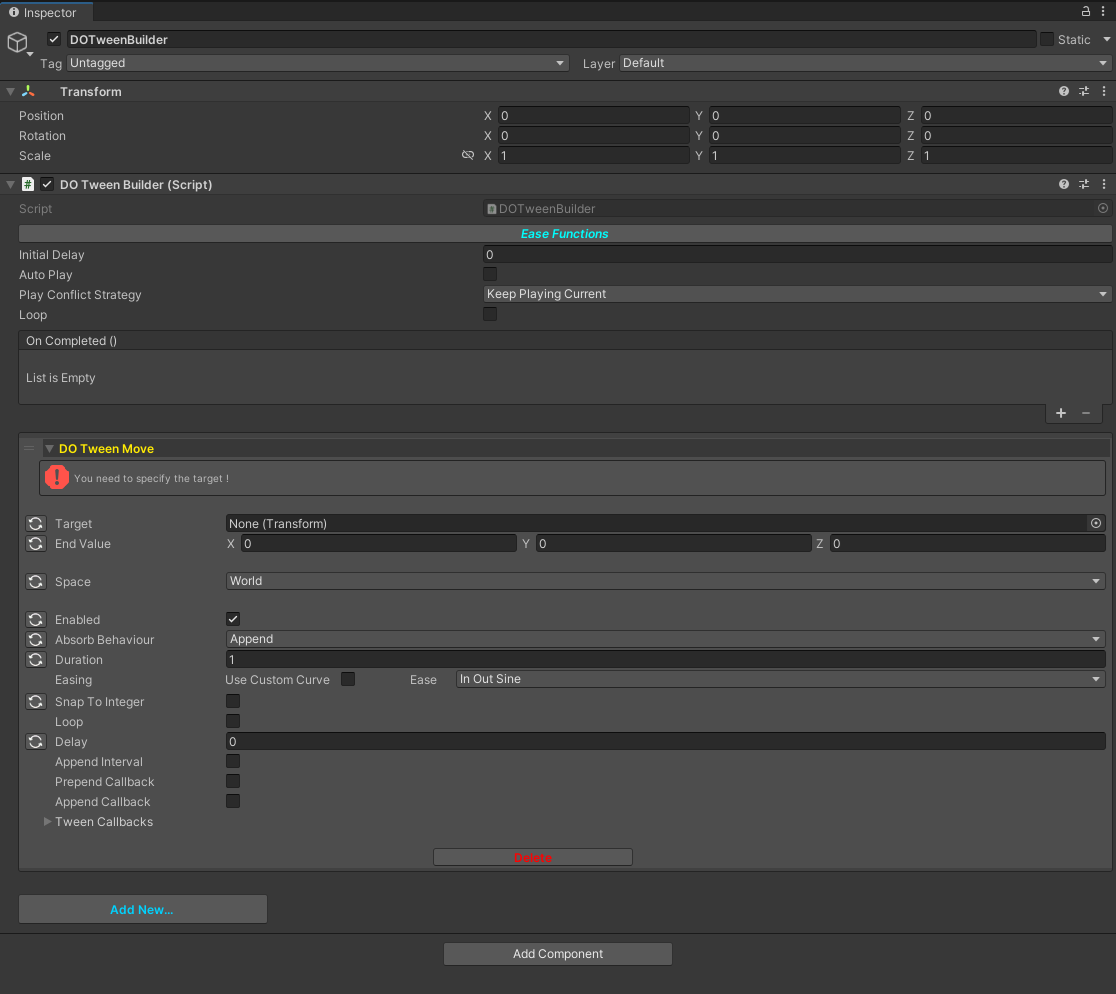 Inspector
DOTweenBuilder Static
Tag Untagged Layer Default
Transform
Position X 0 Y 0 Z 0
Rotation X 0 Y 0 Z 0
Scale X 1 Y 1 Z 1
# DO Tween Builder (Script)
Script DOTweenBuilder
Ease Functions
Initial Delay 0
Auto Play
Play Conflict Strategy Keep Playing Current
Loop
On Completed ()
List is Empty
+ −
DO Tween Move
You need to specify the target !
Target None (Transform)
End Value X 0 Y 0 Z 0
Space World
Enabled
Absorb Behaviour Append
Duration 1
Easing Use Custom Curve Ease In Out Sine
Snap To Integer
Loop
Delay 0
Append Interval
Prepend Callback
Append Callback
Tween Callbacks
Delete
Add New...
Add Component